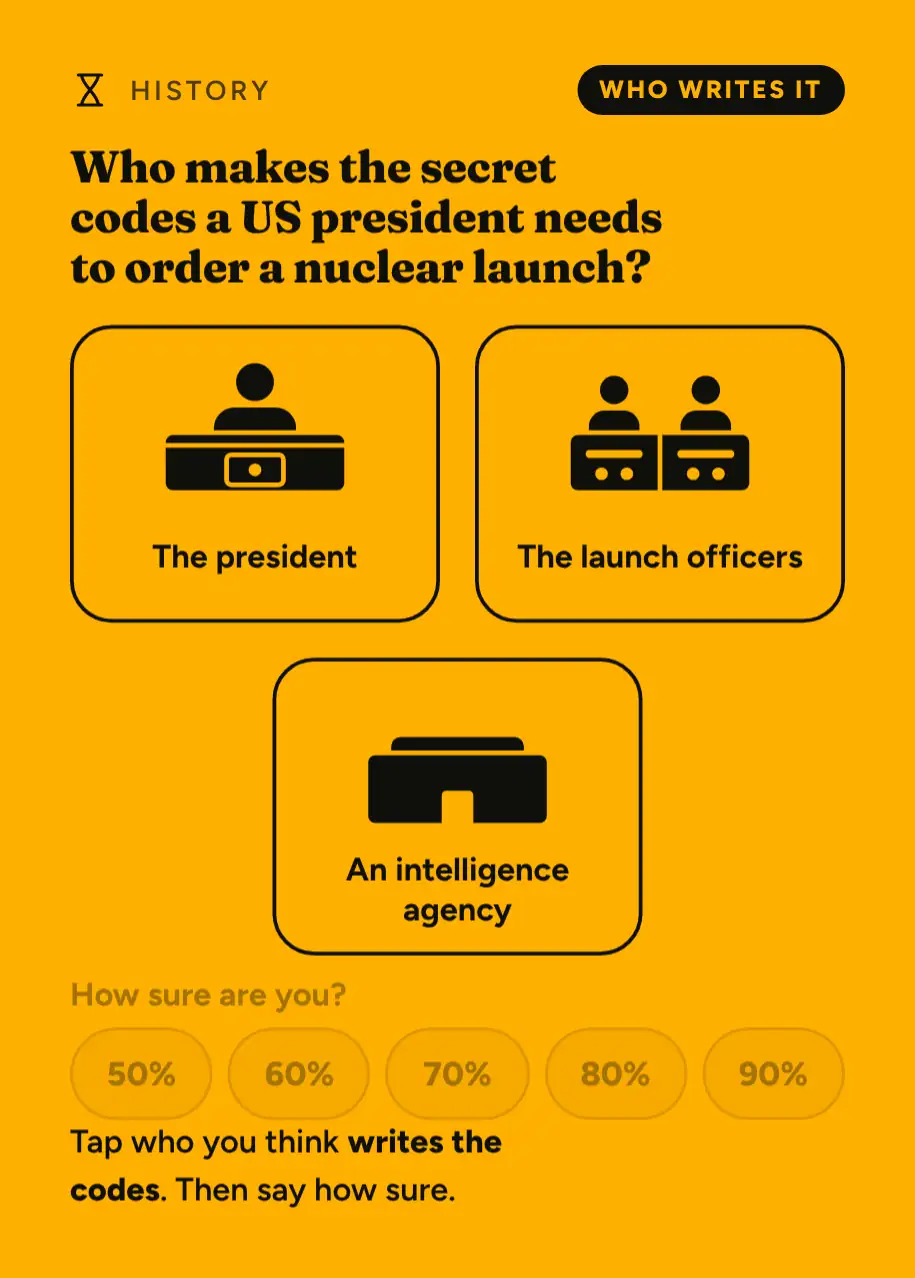 HISTORY
WHO WRITES IT
Who makes the secret
codes a US president needs
to order a nuclear launch?
The president
The launch officers
An intelligence
agency
How sure are you?
50%
60%
70%
80%
90%
Tap who you think writes the
codes. Then say how sure.